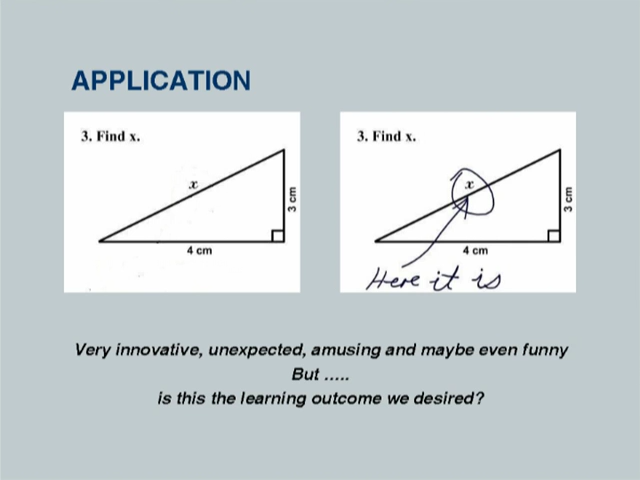 APPLICATION
3. Find x.
x
3 cm
4 cm
3. Find x.
x
3 cm
4 cm
Here it is
Very innovative, unexpected, amusing and maybe even funny
But .....
is this the learning outcome we desired?